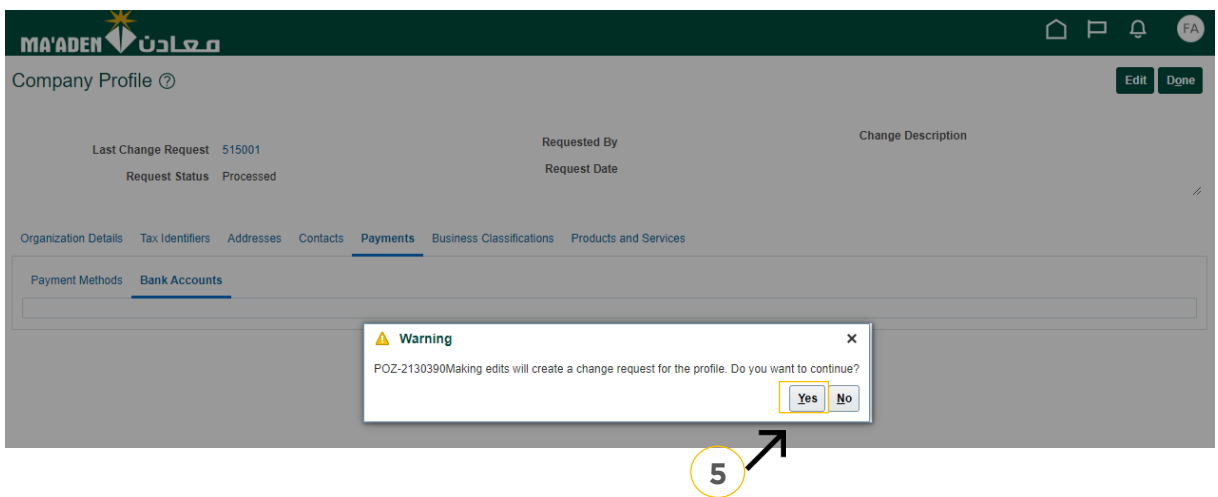 MA'ADEN معادن
FA
Company Profile ?
Edit Done
Last Change Request 515001
Requested By
Change Description
Request Status Processed
Request Date
Organization Details Tax Identifiers Addresses Contacts Payments Business Classifications Products and Services
Payment Methods Bank Accounts
Warning
POZ-2130390Making edits will create a change request for the profile. Do you want to continue?
Yes No
5